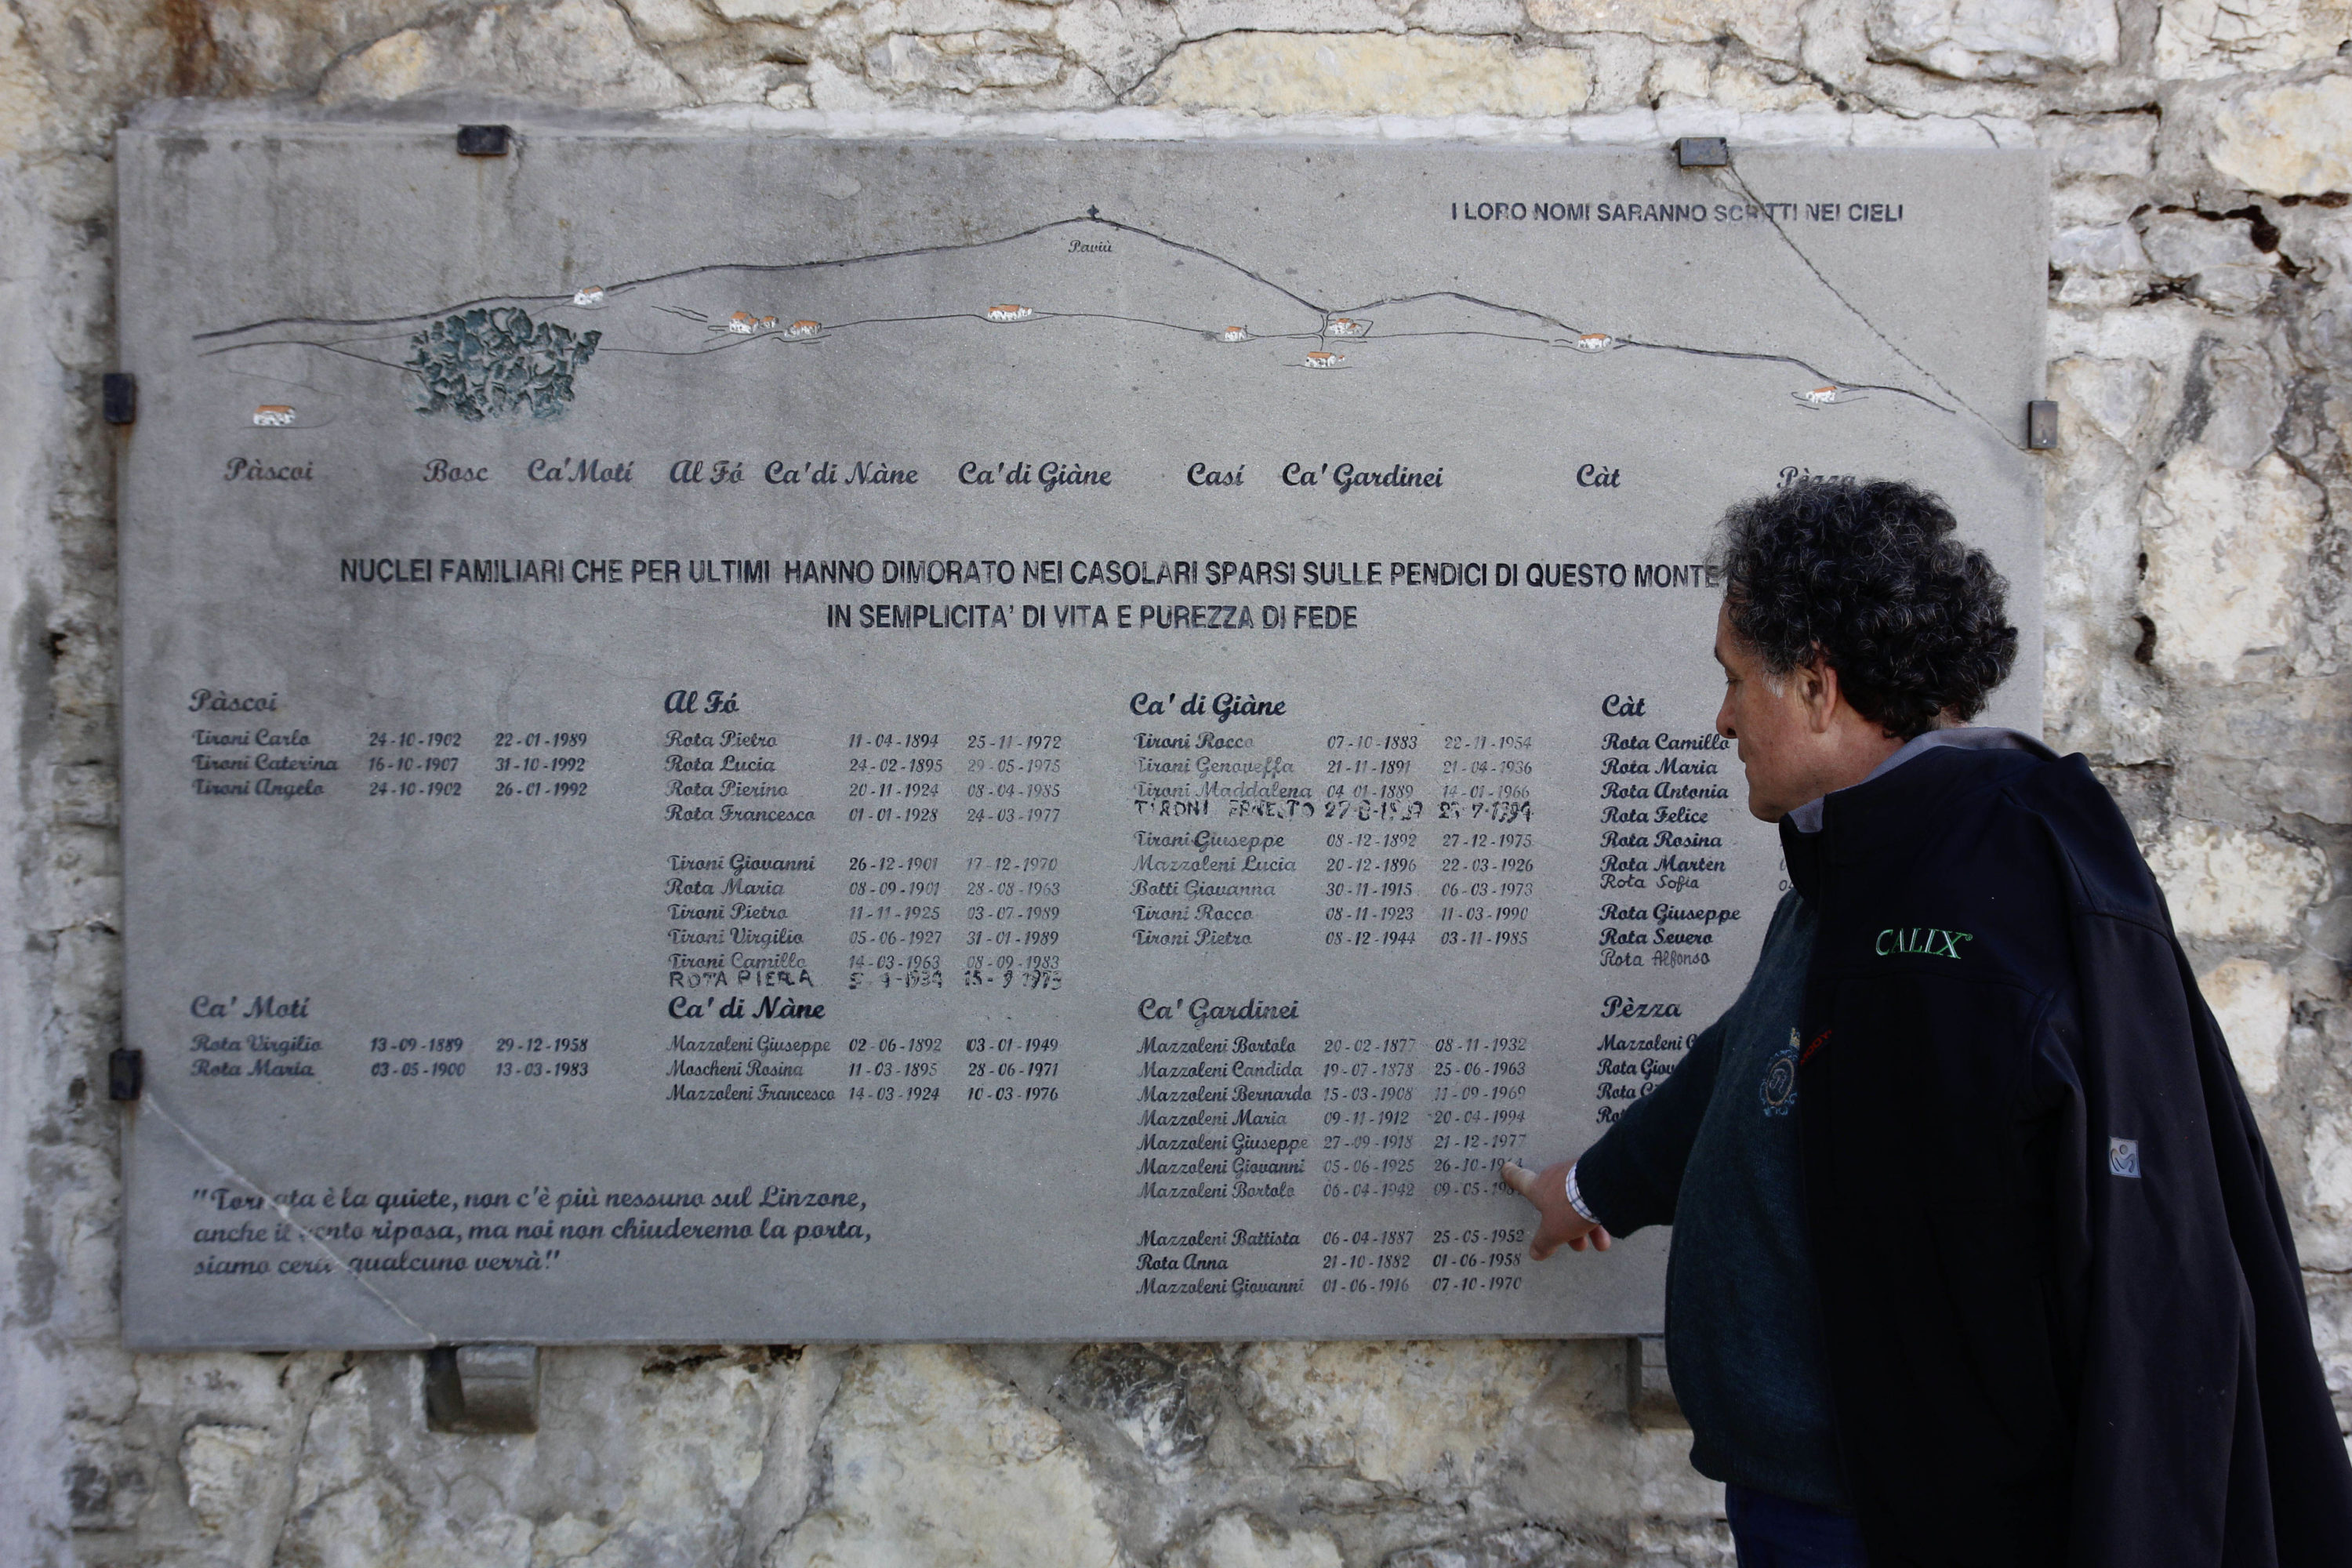 I LORO NOMI SARANNO SCRITTI NEI CIELI
Pàscoi Bosc Ca' Motí Al Fó Ca' di Nàne Ca' di Giàne Casí Ca' Gardinei Càt Pèzza
NUCLEI FAMILIARI CHE PER ULTIMI HANNO DIMORATO NEI CASOLARI SPARSI SULLE PENDICI DI QUESTO MONTE
IN SEMPLICITA' DI VITA E PUREZZA DI FEDE
Pàscoi
Tironi Carlo 24-10-1902 22-01-1989
Tironi Caterina 16-10-1907 31-10-1992
Tironi Angelo 24-10-1902 26-01-1992
Ca' Motí
Rota Virgilio 13-09-1889 29-12-1958
Rota Maria 03-05-1900 13-03-1983
"Tornata è la quiete, non c'è più nessuno sul Linzone,
anche il vento riposa, ma noi non chiuderemo la porta,
siamo certi qualcuno verrà!"
Al Fó
Rota Pietro 11-04-1894 25-11-1972
Rota Lucia 24-02-1895 29-05-1975
Rota Pierino 20-11-1924 08-04-1985
Rota Francesco 01-01-1928 24-03-1977
Tironi Giovanni 26-12-1901 17-12-1970
Rota Maria 08-09-1901 28-08-1963
Tironi Pietro 11-11-1925 03-07-1989
Tironi Virgilio 05-06-1927 31-01-1989
Tironi Camillo 14-03-1963 08-09-1983
ROTA PIERA
Ca' di Nàne
Mazzoleni Giuseppe 02-06-1892 03-01-1949
Moscheni Rosina 11-03-1895 28-06-1971
Mazzoleni Francesco 14-03-1924 10-03-1976
Ca' di Giàne
Tironi Rocco 07-10-1883 22-11-1954
Tironi Genoveffa 21-11-1891 21-04-1936
Tironi Maddalena 04-01-1889 14-01-1966
TIRONI ERNESTO
Tironi Giuseppe 08-12-1892 27-12-1975
Mazzoleni Lucia 20-12-1896 22-03-1926
Botti Giovanna 30-11-1915 06-03-1973
Tironi Rocco 08-11-1923 11-03-1990
Tironi Pietro 08-12-1944 03-11-1985
Ca' Gardinei
Mazzoleni Bortolo 20-02-1877 08-11-1932
Mazzoleni Candida 19-07-1878 25-06-1963
Mazzoleni Bernardo 15-03-1908 11-09-1969
Mazzoleni Maria 09-11-1912 20-04-1994
Mazzoleni Giuseppe 27-09-1918 21-12-1977
Mazzoleni Giovanni 05-06-1925
Mazzoleni Bortolo 06-04-1942
Mazzoleni Battista 06-04-1887 25-05-1952
Rota Anna 21-10-1882 01-06-1958
Mazzoleni Giovanni 01-06-1916 07-10-1970
Càt
Rota Camillo
Rota Maria
Rota Antonia
Rota Felice
Rota Rosina
Rota Martèn
Rota Sofia
Rota Giuseppe
Rota Severo
Rota Alfonso
Pèzza
Mazzoleni
Rota
Rota
CALIX